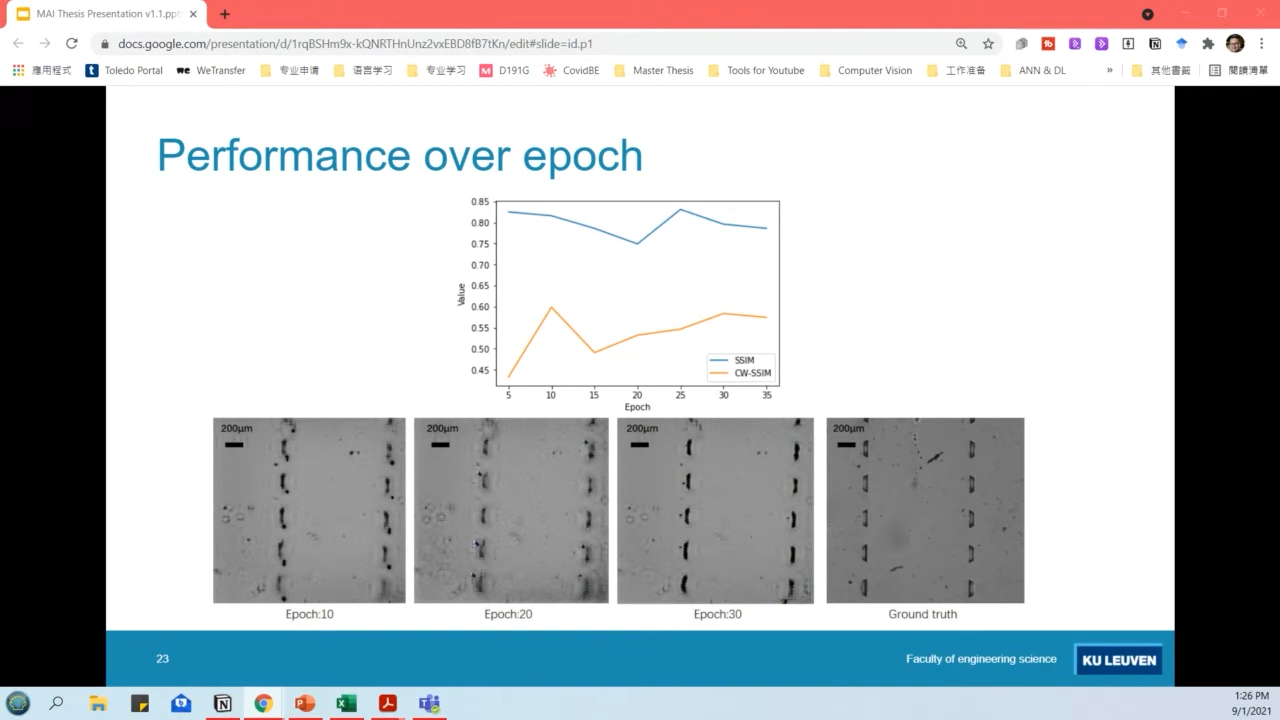 MAI Thesis Presentation v1.1.pp
docs.google.com/presentation/d/1rqBSHm9x-kQNRTHnUnz2vxEBD8fB7tKn/edit#slide=id.p1
應用程式 Toledo Portal WeTransfer 专业申请 语言学习 专业学习 D191G CovidBE Master Thesis Tools for Youtube Computer Vision 工作准备 ANN & DL » 其他書籤 閱讀清單
Performance over epoch
0.85
0.80
0.75
0.70
0.65
0.60
0.55
0.50
0.45
Value
SSIM
CW-SSIM
5 10 15 20 25 30 35
Epoch
200μm 200μm 200μm 200μm
Epoch:10 Epoch:20 Epoch:30 Ground truth
23 Faculty of engineering science KU LEUVEN
1:26 PM
9/1/2021